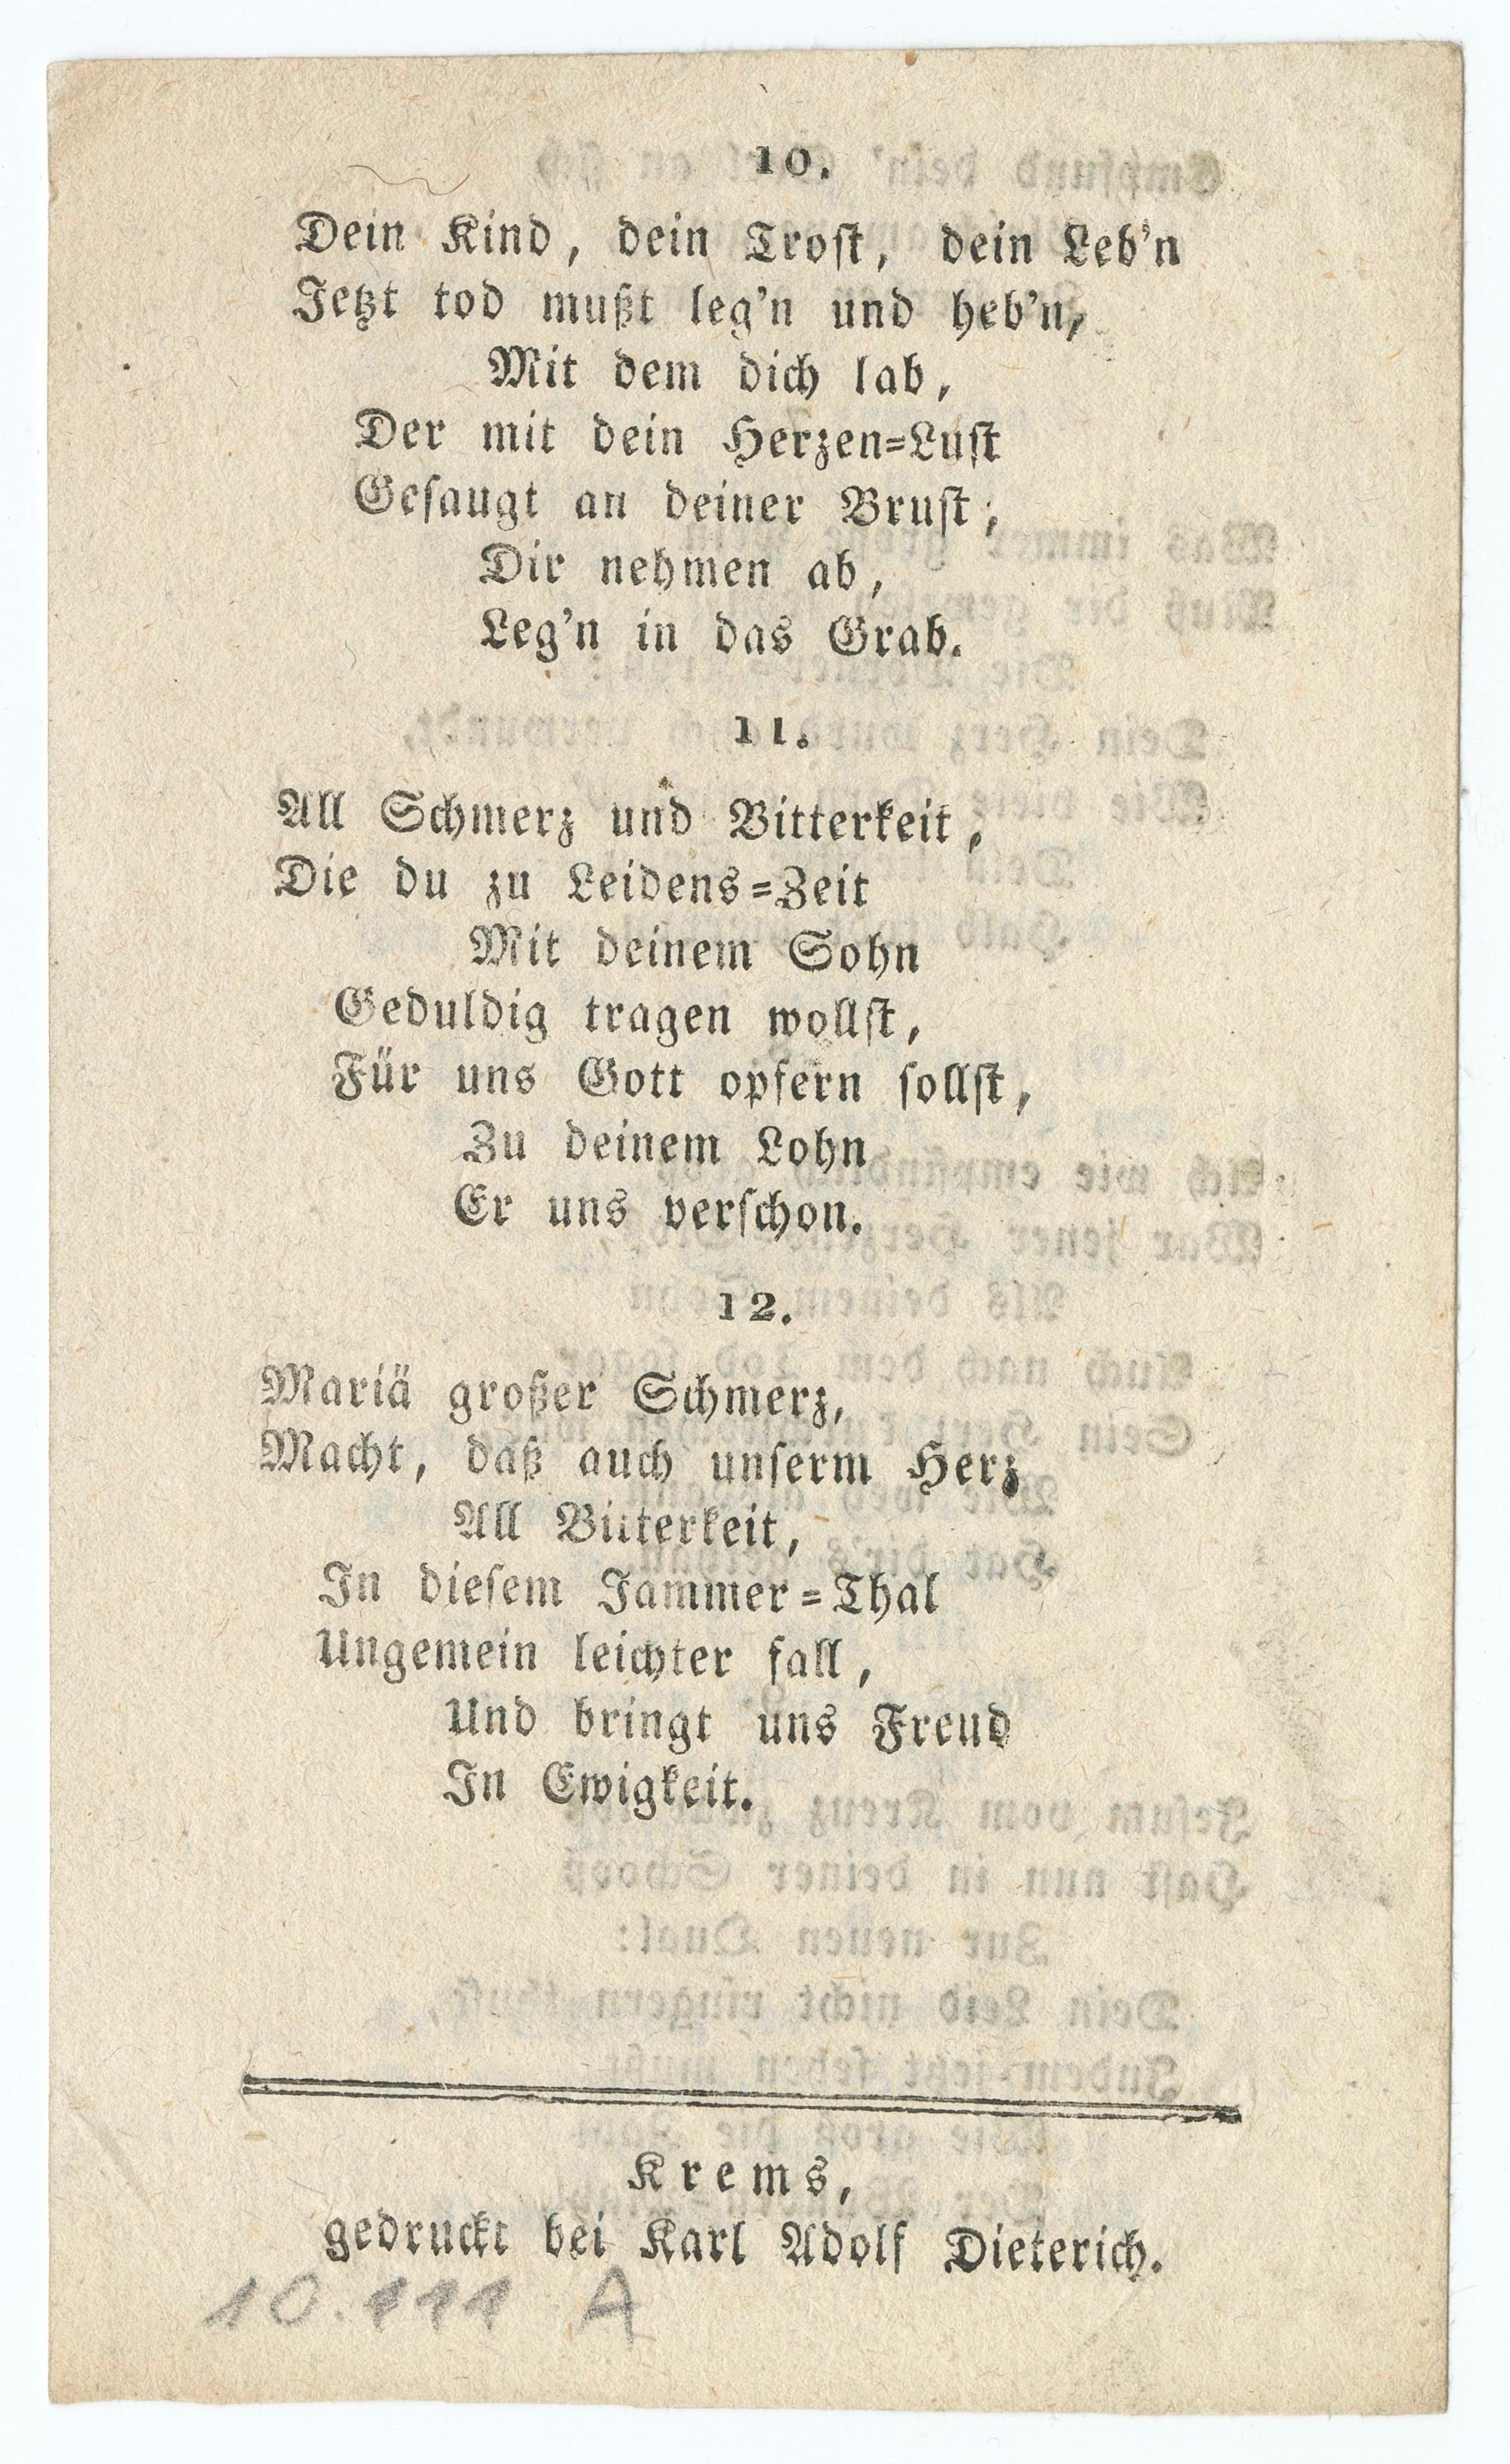 10.
Dein Kind, dein Troſt, dein Leb'n
Jetzt tod mußt leg'n und heb'n,
Mit dem dich lab,
Der mit dein Herzen=Luſt
Geſaugt an deiner Bruſt,
Dir nehmen ab,
Leg'n in das Grab.
11.
All Schmerz und Bitterkeit,
Die du zu Leidens=Zeit
Mit deinem Sohn
Geduldig tragen wollſt,
Für uns Gott opfern ſollſt,
Zu deinem Lohn
Er uns verſchon.
12.
Mariä großer Schmerz,
Macht, daß auch unſerm Herz
All Bitterkeit,
In dieſem Jammer=Thal
Ungemein leichter fall,
Und bringt uns Freud
In Ewigkeit.
Krems,
gedruckt bei Karl Adolf Dieterich.
10.111 A